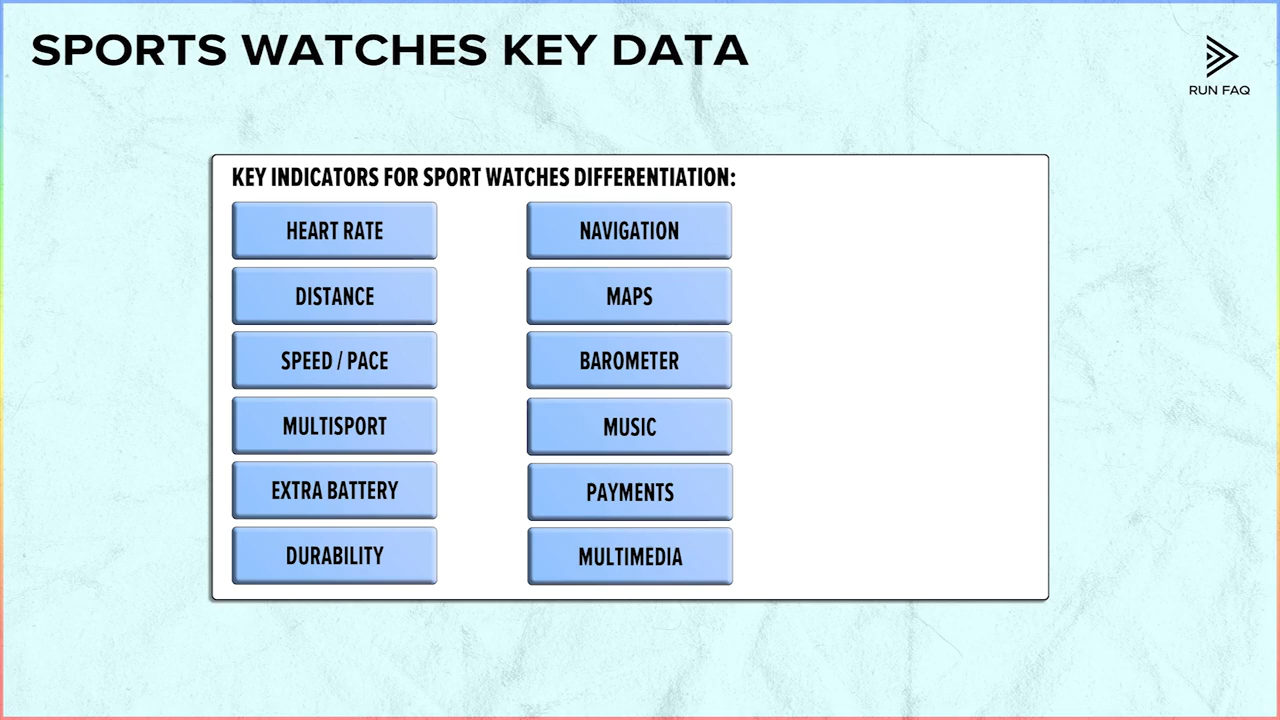 SPORTS WATCHES KEY DATA
RUN FAQ
KEY INDICATORS FOR SPORT WATCHES DIFFERENTIATION:
HEART RATE
DISTANCE
SPEED / PACE
MULTISPORT
EXTRA BATTERY
DURABILITY
NAVIGATION
MAPS
BAROMETER
MUSIC
PAYMENTS
MULTIMEDIA